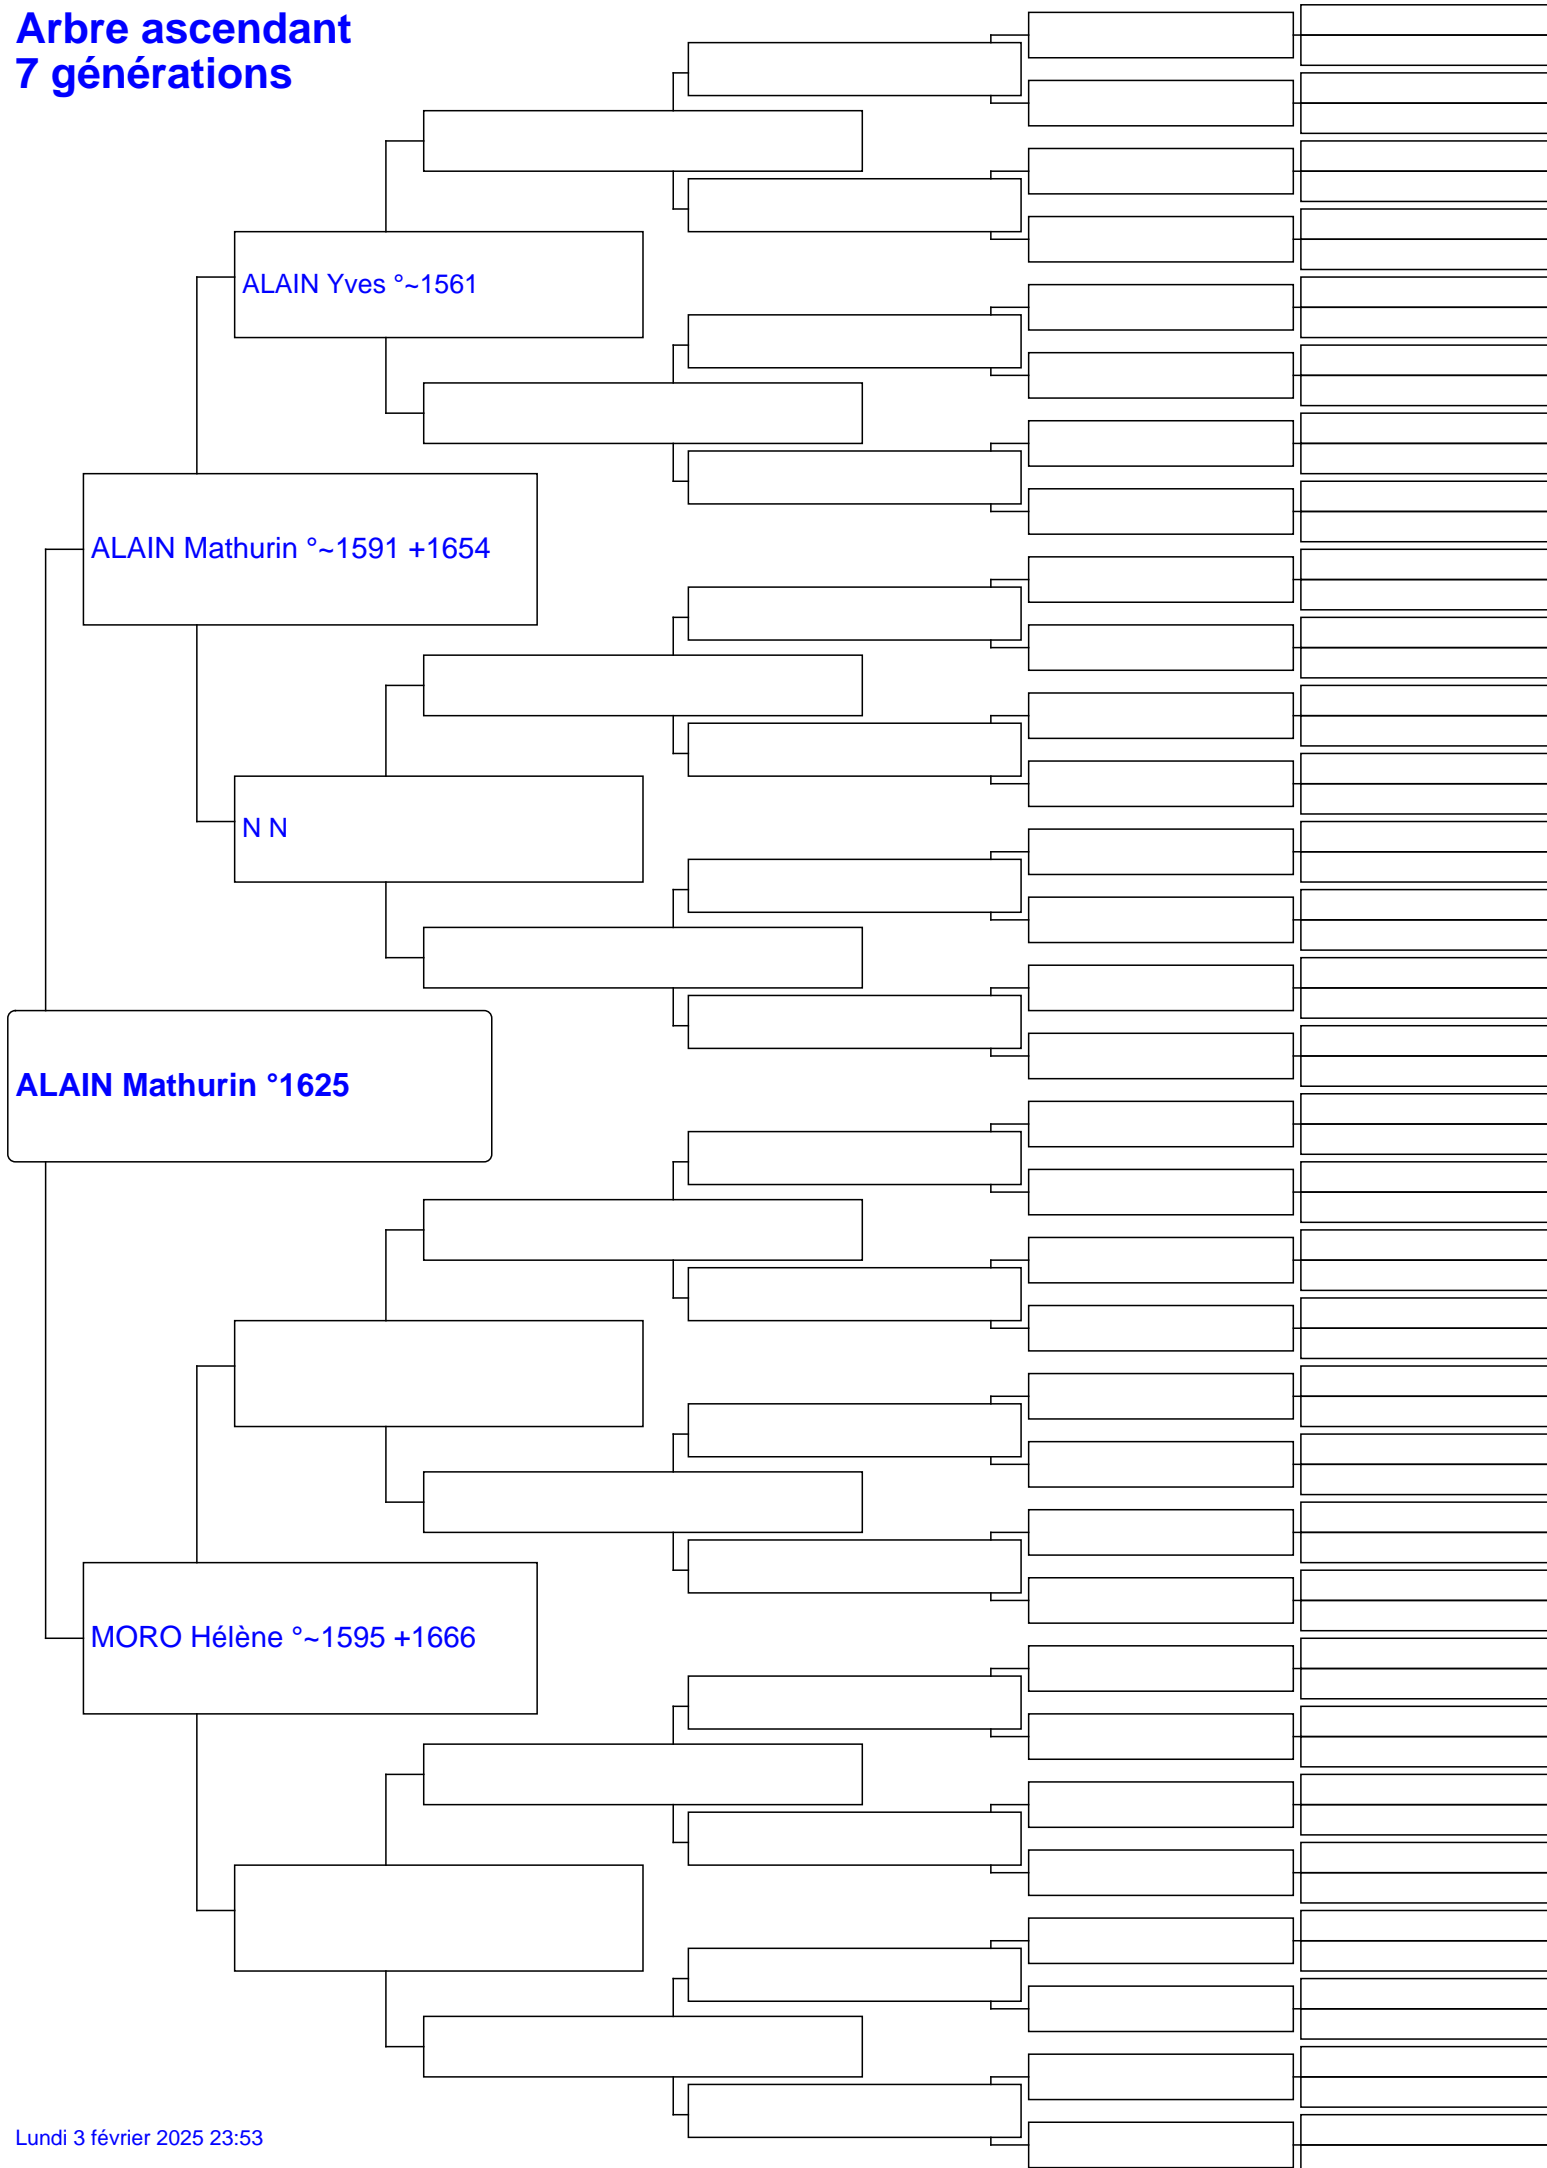 Arbre ascendant
7 générations
ALAIN Yves °~1561
ALAIN Mathurin °~1591 +1654
N N
ALAIN Mathurin °1625
MORO Hélène °~1595 +1666
Lundi 3 février 2025 23:53